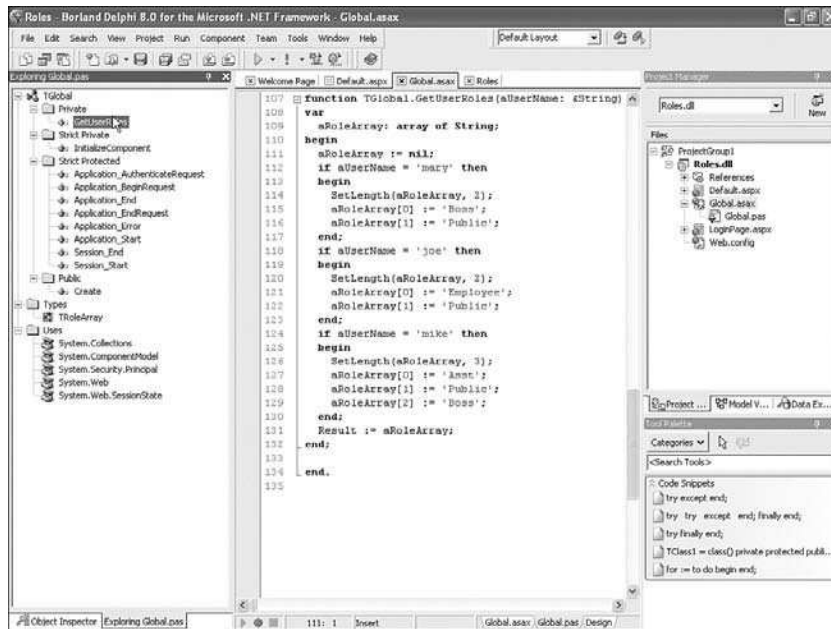 Roles - Borland Delphi 8.0 for the Microsoft .NET Framework - Global.asax
File Edit Search View Project Run Component Team Tools Window Help
Default Layout
Exploring Global.pas
TGlobal
Private
GetUserRoles
Strict Private
InitializeComponent
Strict Protected
Application_AuthenticateRequest
Application_BeginRequest
Application_End
Application_EndRequest
Application_Error
Application_Start
Session_End
Session_Start
Public
Create
Types
TRoleArray
Uses
System.Collections
System.ComponentModel
System.Security.Principal
System.Web
System.Web.SessionState
Object Inspector Exploring Global.pas
Welcome Page Default.aspx Global.asax Roles
107 function TGlobal.GetUserRoles(aUserName: &String)
108 var
109 aRoleArray: array of String;
110 begin
111 aRoleArray := nil;
112 if aUserName = 'mary' then
113 begin
114 SetLength(aRoleArray, 2);
115 aRoleArray[0] := 'Boss';
116 aRoleArray[1] := 'Public';
117 end;
118 if aUserName = 'joe' then
119 begin
120 SetLength(aRoleArray, 2);
121 aRoleArray[0] := 'Employee';
122 aRoleArray[1] := 'Public';
123 end;
124 if aUserName = 'mike' then
125 begin
126 SetLength(aRoleArray, 3);
127 aRoleArray[0] := 'Asst';
128 aRoleArray[1] := 'Public';
129 aRoleArray[2] := 'Boss';
130 end;
131 Result := aRoleArray;
132 end;
133
134 end.
135
111: 1 Insert Global.asax Global.pas Design
Project Manager
Roles.dll New
Files
ProjectGroup1
Roles.dll
References
Default.aspx
Global.asax
Global.pas
LoginPage.aspx
Web.config
Project ... Model V... Data Ex...
Tool Palette
Categories
<Search Tools>
Code Snippets
try except end;
try try except end; finally end;
try finally end;
TClass1 = class() private protected publi...
for := to do begin end;